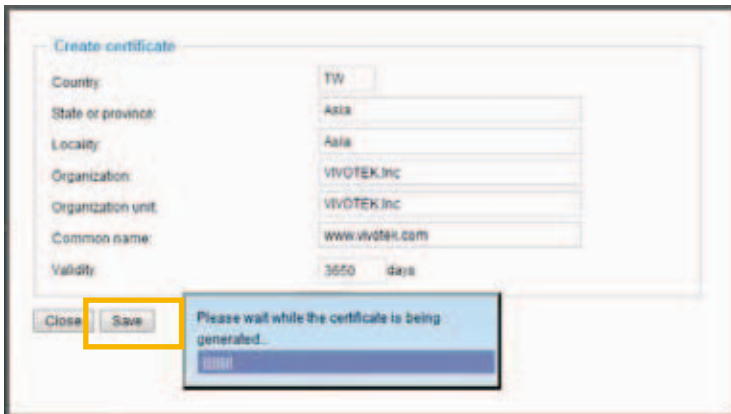 Create certificate
Country: TW
State or province: Asia
Locality: Asia
Organization: VIVOTEK.Inc
Organization unit: VIVOTEK.Inc
Common name: www.vivotek.com
Validity: 3650 days
Close Save
Please wait while the certificate is being
generated...